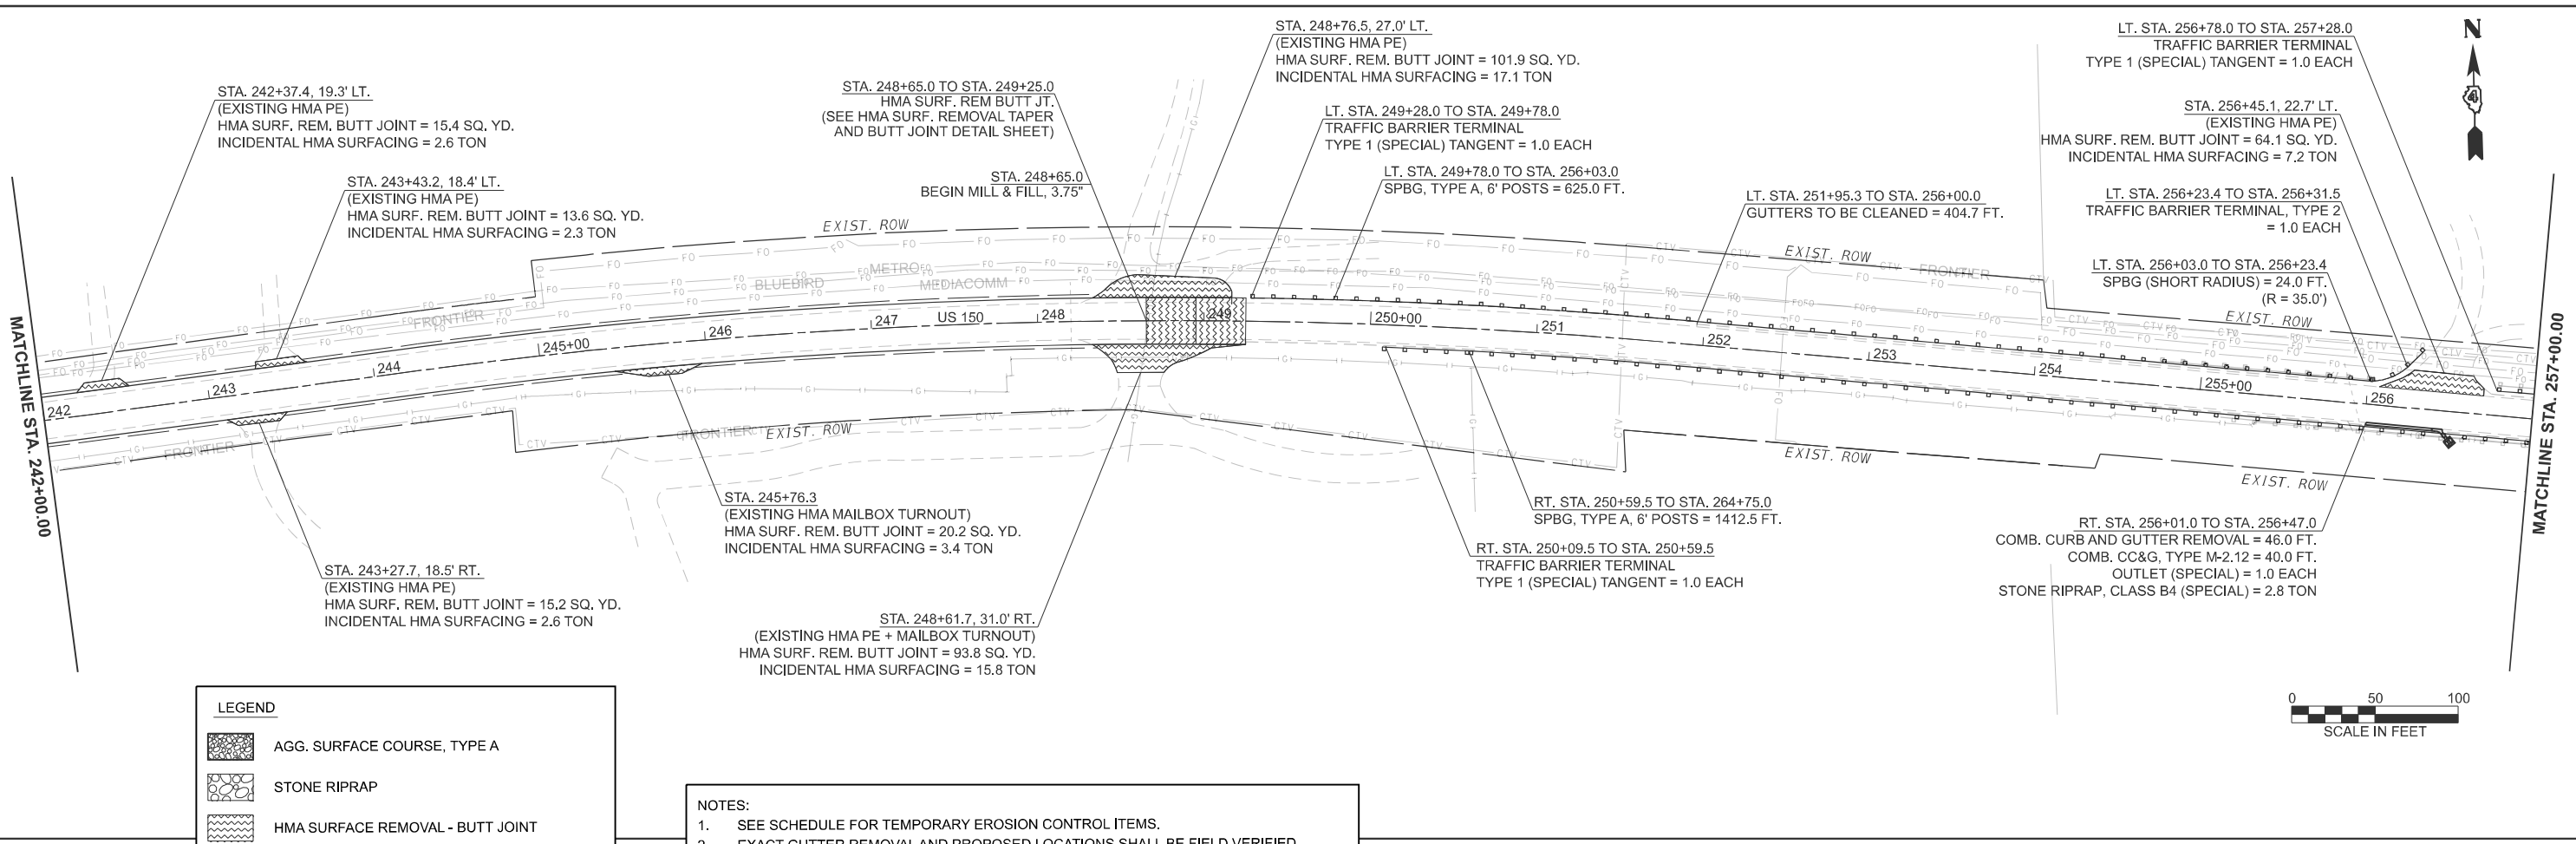 STA. 242+37.4, 19.3' LT.
(EXISTING HMA PE)
HMA SURF. REM. BUTT JOINT = 15.4 SQ. YD.
INCIDENTAL HMA SURFACING = 2.6 TON
STA. 243+43.2, 18.4' LT.
(EXISTING HMA PE)
HMA SURF. REM. BUTT JOINT = 13.6 SQ. YD.
INCIDENTAL HMA SURFACING = 2.3 TON
STA. 248+65.0 TO STA. 249+25.0
HMA SURF. REM BUTT JT.
(SEE HMA SURF. REMOVAL TAPER
AND BUTT JOINT DETAIL SHEET)
STA. 248+65.0
BEGIN MILL & FILL, 3.75"
STA. 248+76.5, 27.0' LT.
(EXISTING HMA PE)
HMA SURF. REM. BUTT JOINT = 101.9 SQ. YD.
INCIDENTAL HMA SURFACING = 17.1 TON
LT. STA. 249+28.0 TO STA. 249+78.0
TRAFFIC BARRIER TERMINAL
TYPE 1 (SPECIAL) TANGENT = 1.0 EACH
LT. STA. 249+78.0 TO STA. 256+03.0
SPBG, TYPE A, 6' POSTS = 625.0 FT.
LT. STA. 251+95.3 TO STA. 256+00.0
GUTTERS TO BE CLEANED = 404.7 FT.
LT. STA. 256+78.0 TO STA. 257+28.0
TRAFFIC BARRIER TERMINAL
TYPE 1 (SPECIAL) TANGENT = 1.0 EACH
STA. 256+45.1, 22.7' LT.
(EXISTING HMA PE)
HMA SURF. REM. BUTT JOINT = 64.1 SQ. YD.
INCIDENTAL HMA SURFACING = 7.2 TON
LT. STA. 256+23.4 TO STA. 256+31.5
TRAFFIC BARRIER TERMINAL, TYPE 2
= 1.0 EACH
LT. STA. 256+03.0 TO STA. 256+23.4
SPBG (SHORT RADIUS) = 24.0 FT.
(R = 35.0')
N
4
EXIST. ROW
EXIST. ROW
EXIST. ROW
FRONTIER
BLUEBIRD
METRO
MEDIACOMM
FRONTIER
MATCHLINE STA. 242+00.00
242
243
244
245+00
246
247
US 150
248
249
250+00
251
252
253
254
255+00
256
MATCHLINE STA. 257+00.00
FRONTIER
FRONTIER
EXIST. ROW
EXIST. ROW
EXIST. ROW
STA. 243+27.7, 18.5' RT.
(EXISTING HMA PE)
HMA SURF. REM. BUTT JOINT = 15.2 SQ. YD.
INCIDENTAL HMA SURFACING = 2.6 TON
STA. 245+76.3
(EXISTING HMA MAILBOX TURNOUT)
HMA SURF. REM. BUTT JOINT = 20.2 SQ. YD.
INCIDENTAL HMA SURFACING = 3.4 TON
STA. 248+61.7, 31.0' RT.
(EXISTING HMA PE + MAILBOX TURNOUT)
HMA SURF. REM. BUTT JOINT = 93.8 SQ. YD.
INCIDENTAL HMA SURFACING = 15.8 TON
RT. STA. 250+59.5 TO STA. 264+75.0
SPBG, TYPE A, 6' POSTS = 1412.5 FT.
RT. STA. 250+09.5 TO STA. 250+59.5
TRAFFIC BARRIER TERMINAL
TYPE 1 (SPECIAL) TANGENT = 1.0 EACH
RT. STA. 256+01.0 TO STA. 256+47.0
COMB. CURB AND GUTTER REMOVAL = 46.0 FT.
COMB. CC&G, TYPE M-2.12 = 40.0 FT.
OUTLET (SPECIAL) = 1.0 EACH
STONE RIPRAP, CLASS B4 (SPECIAL) = 2.8 TON
0 50 100
SCALE IN FEET
LEGEND
AGG. SURFACE COURSE, TYPE A
STONE RIPRAP
HMA SURFACE REMOVAL - BUTT JOINT
NOTES:
1. SEE SCHEDULE FOR TEMPORARY EROSION CONTROL ITEMS.
2. EXACT GUTTER REMOVAL AND PROPOSED LOCATIONS SHALL BE FIELD VERIFIED